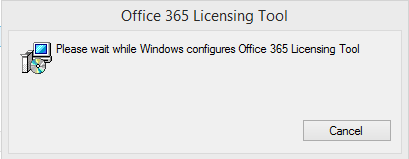 Office 365 Licensing Tool
Please wait while Windows configures Office 365 Licensing Tool
Cancel